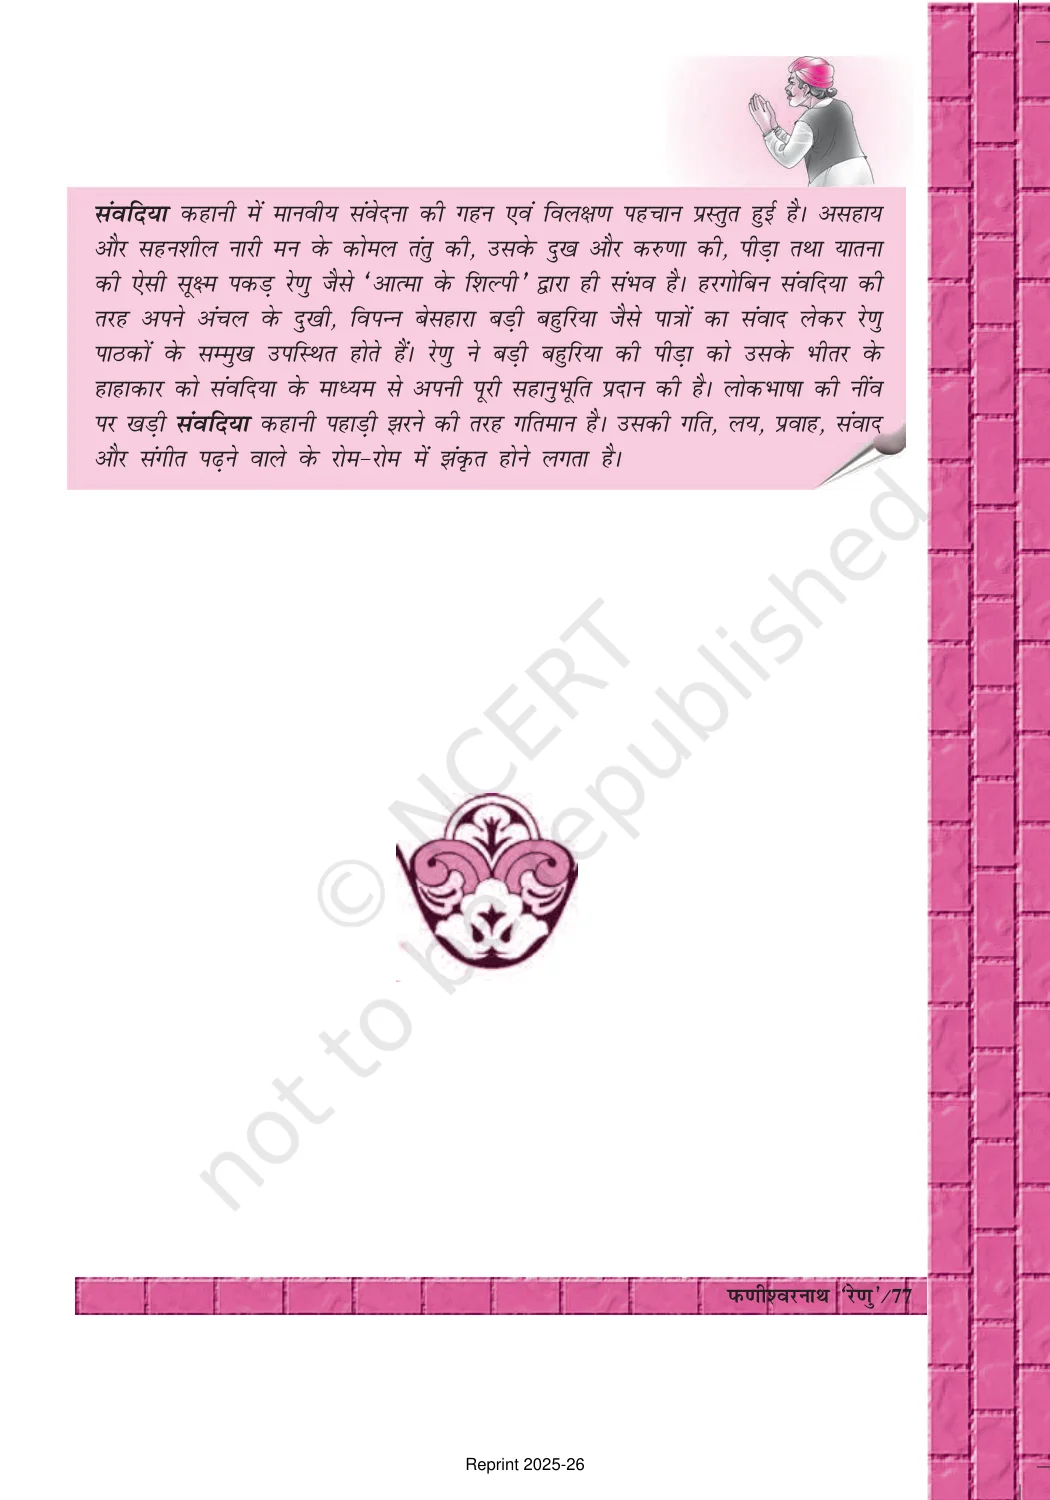 संवदिया कहानी में मानवीय संवेदना की गहन एवं विलक्षण पहचान प्रस्तुत हुई है। असहाय
और सहनशील नारी मन के कोमल तंतु की, उसके दुख और करुणा की, पीड़ा तथा यातना
की ऐसी सूक्ष्म पकड़ रेणु जैसे ‘आत्मा के शिल्पी’ द्वारा ही संभव है। हरगोबिन संवदिया की
तरह अपने अंचल के दुखी, विपन्न बेसहारा बड़ी बहुरिया जैसे पात्रों का संवाद लेकर रेणु
पाठकों के सम्मुख उपस्थित होते हैं। रेणु ने बड़ी बहुरिया की पीड़ा को उसके भीतर के
हाहाकार को संवदिया के माध्यम से अपनी पूरी सहानुभूति प्रदान की है। लोकभाषा की नींव
पर खड़ी संवदिया कहानी पहाड़ी झरने की तरह गतिमान है। उसकी गति, लय, प्रवाह, संवाद
और संगीत पढ़ने वाले के रोम-रोम में झंकृत होने लगता है।
© NCERT
not to be republished
फणीश्वरनाथ ‘रेणु’/77
Reprint 2025-26